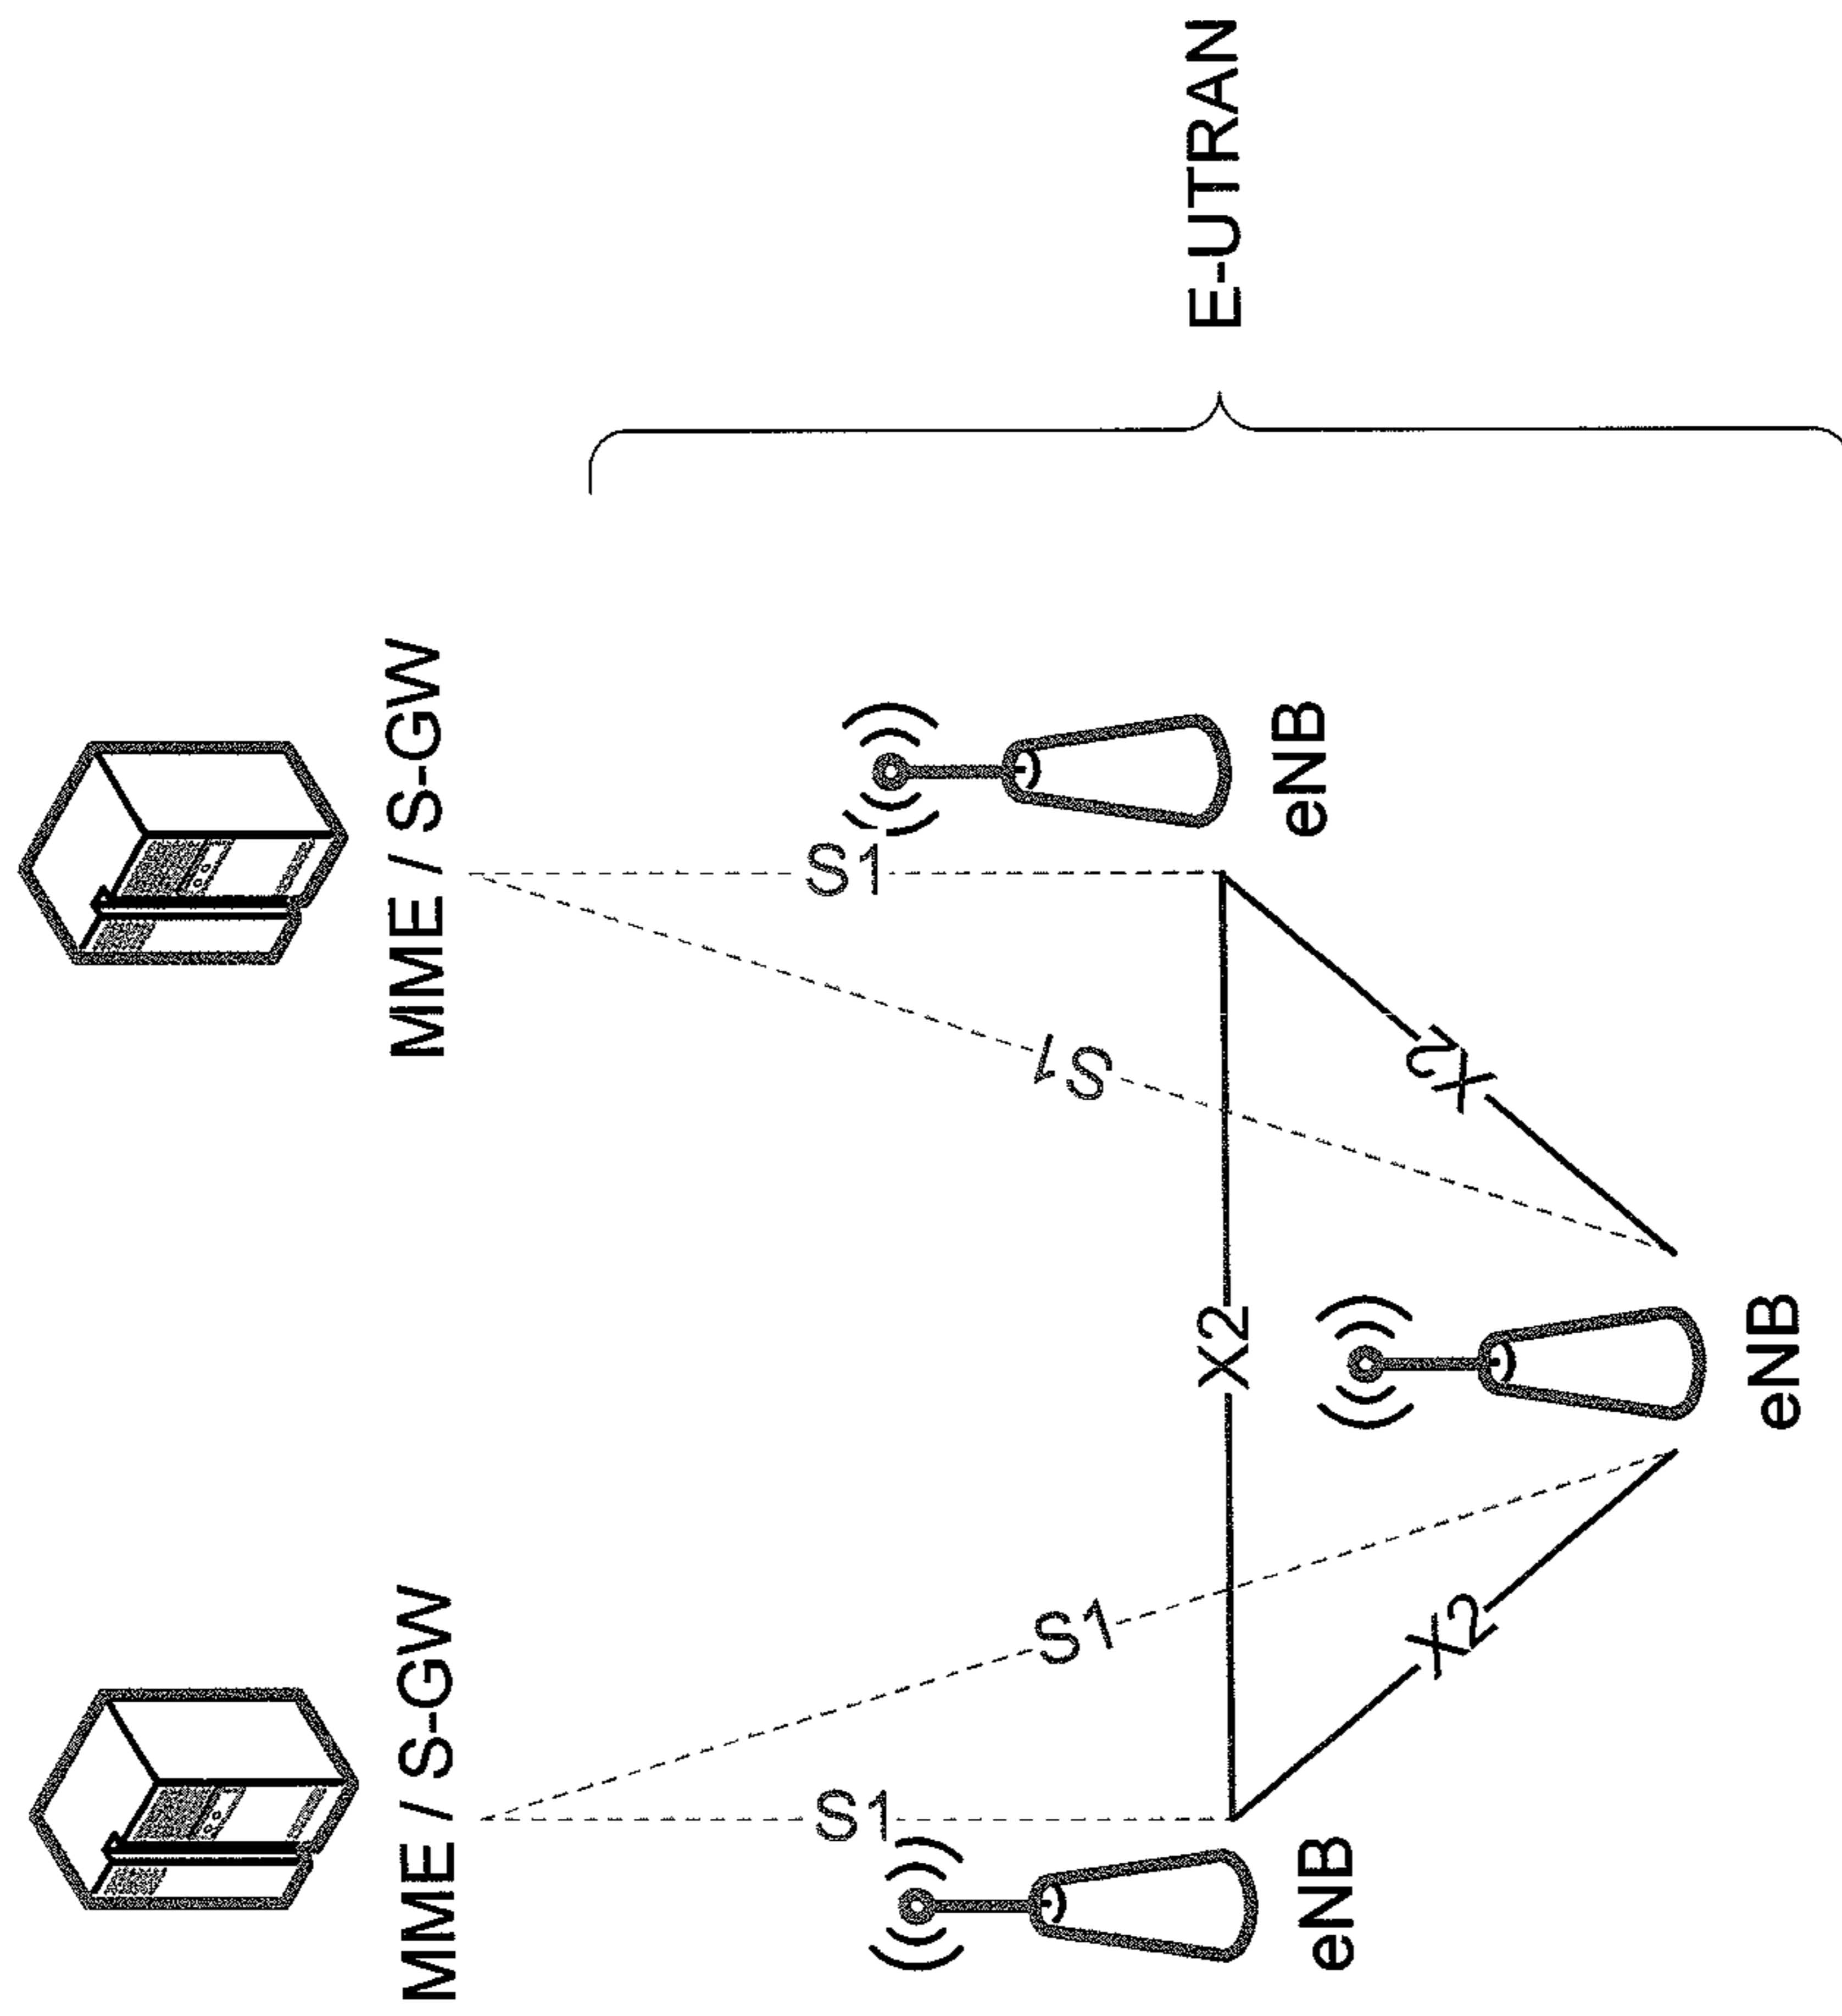 MME / S-GW
MME / S-GW
S1
S1
S1
S1
X2
E-UTRAN
eNB
eNB
X2
X2
eNB